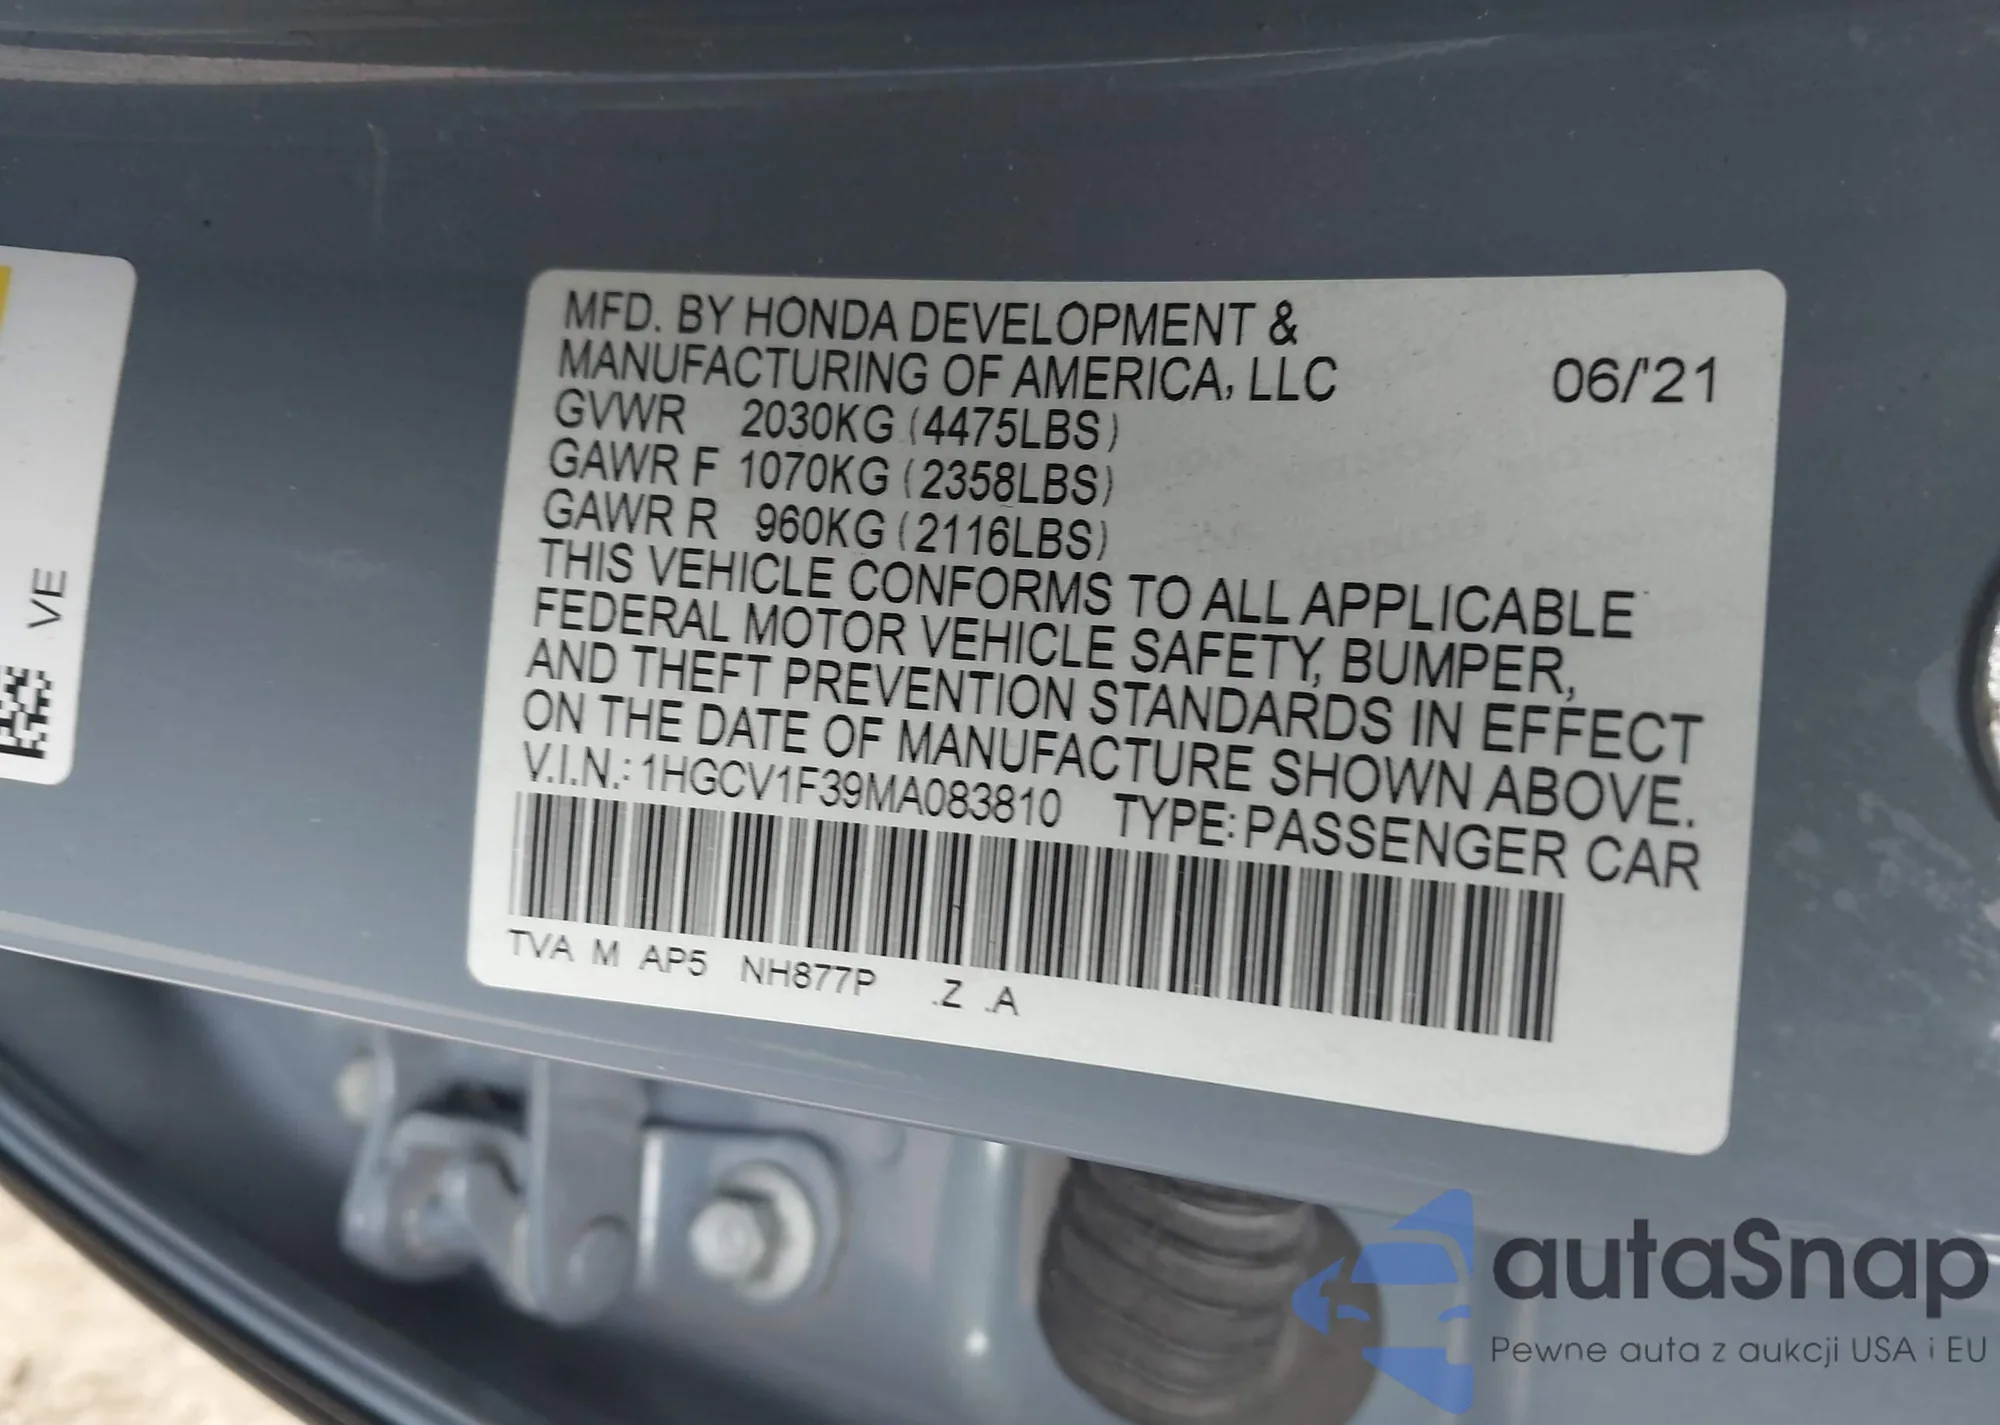 MFD. BY HONDA DEVELOPMENT &
MANUFACTURING OF AMERICA, LLC 06/'21
GVWR 2030KG (4475LBS)
GAWR F 1070KG (2358LBS)
GAWR R 960KG (2116LBS)
THIS VEHICLE CONFORMS TO ALL APPLICABLE
FEDERAL MOTOR VEHICLE SAFETY, BUMPER,
AND THEFT PREVENTION STANDARDS IN EFFECT
ON THE DATE OF MANUFACTURE SHOWN ABOVE.
V.I.N.: 1HGCV1F39MA083810 TYPE: PASSENGER CAR
TVA M AP5 NH877P .Z .A
VE
autaSnap
Pewne auta z aukcji USA i EU